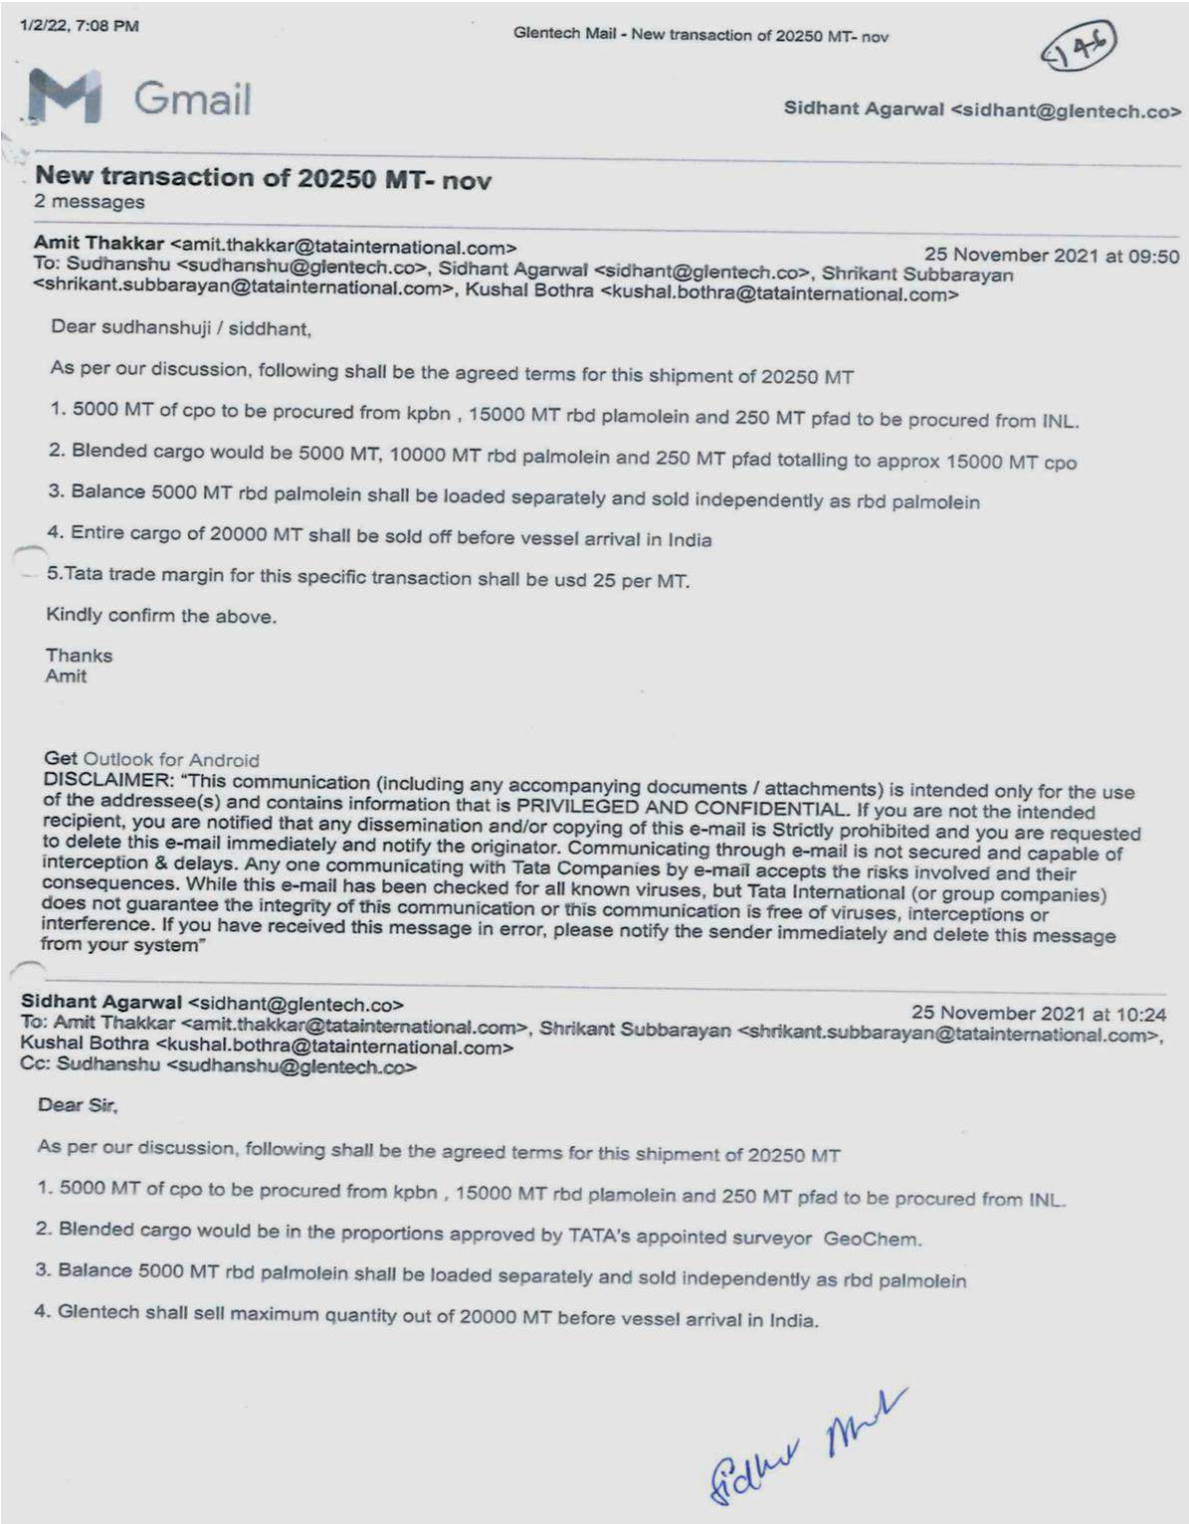 1/2/22, 7:08 PM
Glentech Mail - New transaction of 20250 MT- nov
146
Gmail
Sidhant Agarwal <sidhant@glentech.co>
New transaction of 20250 MT- nov
2 messages
Amit Thakkar <amit.thakkar@tatainternational.com>
25 November 2021 at 09:50
To: Sudhanshu <sudhanshu@glentech.co>, Sidhant Agarwal <sidhant@glentech.co>, Shrikant Subbarayan
<shrikant.subbarayan@tatainternational.com>, Kushal Bothra <kushal.bothra@tatainternational.com>
Dear sudhanshuji / siddhant,
As per our discussion, following shall be the agreed terms for this shipment of 20250 MT
1. 5000 MT of cpo to be procured from kpbn , 15000 MT rbd plamolein and 250 MT pfad to be procured from INL.
2. Blended cargo would be 5000 MT, 10000 MT rbd palmolein and 250 MT pfad totalling to approx 15000 MT cpo
3. Balance 5000 MT rbd palmolein shall be loaded separately and sold independently as rbd palmolein
4. Entire cargo of 20000 MT shall be sold off before vessel arrival in India
5.Tata trade margin for this specific transaction shall be usd 25 per MT.
Kindly confirm the above.
Thanks
Amit
Get Outlook for Android
DISCLAIMER: “This communication (including any accompanying documents / attachments) is intended only for the use
of the addressee(s) and contains information that is PRIVILEGED AND CONFIDENTIAL. If you are not the intended
recipient, you are notified that any dissemination and/or copying of this e-mail is Strictly prohibited and you are requested
to delete this e-mail immediately and notify the originator. Communicating through e-mail is not secured and capable of
interception & delays. Any one communicating with Tata Companies by e-mail accepts the risks involved and their
consequences. While this e-mail has been checked for all known viruses, but Tata International (or group companies)
does not guarantee the integrity of this communication or this communication is free of viruses, interceptions or
interference. If you have received this message in error, please notify the sender immediately and delete this message
from your system”
Sidhant Agarwal <sidhant@glentech.co>
25 November 2021 at 10:24
To: Amit Thakkar <amit.thakkar@tatainternational.com>, Shrikant Subbarayan <shrikant.subbarayan@tatainternational.com>,
Kushal Bothra <kushal.bothra@tatainternational.com>
Cc: Sudhanshu <sudhanshu@glentech.co>
Dear Sir,
As per our discussion, following shall be the agreed terms for this shipment of 20250 MT
1. 5000 MT of cpo to be procured from kpbn , 15000 MT rbd plamolein and 250 MT pfad to be procured from INL.
2. Blended cargo would be in the proportions approved by TATA's appointed surveyor GeoChem.
3. Balance 5000 MT rbd palmolein shall be loaded separately and sold independently as rbd palmolein
4. Glentech shall sell maximum quantity out of 20000 MT before vessel arrival in India.